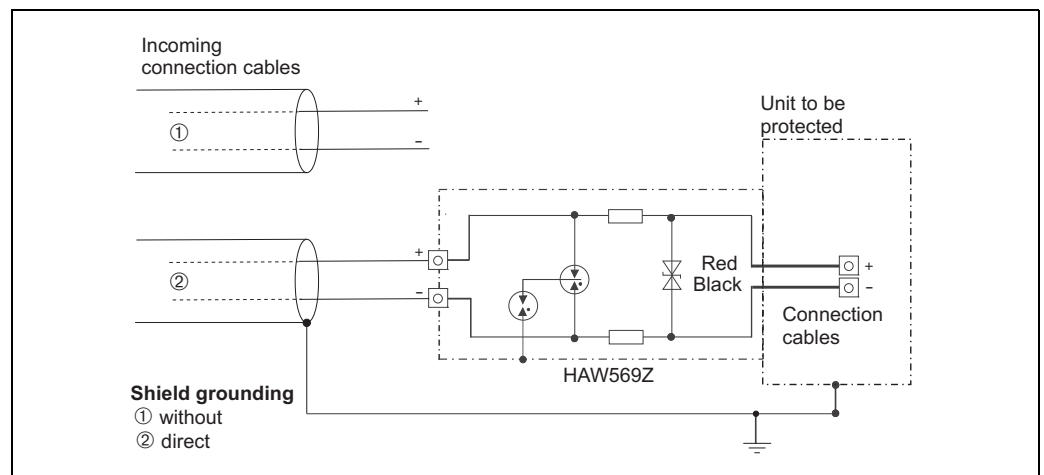 Incoming
connection cables
+
①
−
Unit to be
protected
+
②
−
Red
Black
+
−
Connection
cables
HAW569Z
Shield grounding
① without
② direct